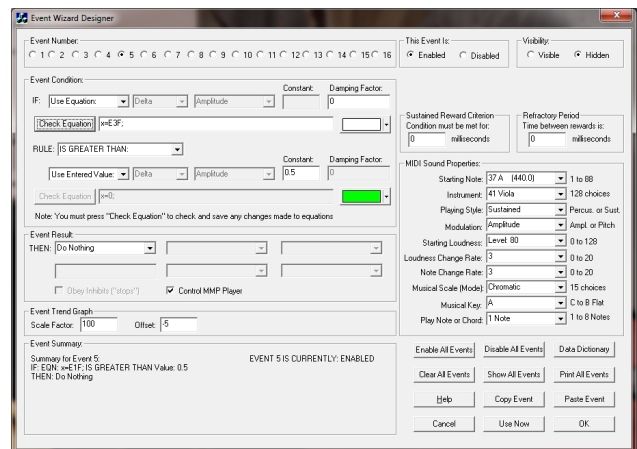 Event Wizard Designer
Event Number:
1 2 3 4 5 6 7 8 9 10 11 12 13 14 15 16
This Event Is:
Enabled Disabled
Visibility:
Visible Hidden
Event Condition:
Constant: Damping Factor:
IF: Use Equation: Delta Amplitude 0
Check Equation x=E3F;
RULE: IS GREATER THAN:
Constant: Damping Factor:
Use Entered Value: Delta Amplitude 0.5 0
Check Equation x=0;
Note: You must press "Check Equation" to check and save any changes made to equations
Sustained Reward Criterion
Condition must be met for:
0 milliseconds
Refractory Period
Time between rewards is:
0 milliseconds
MIDI Sound Properties:
Starting Note: 37 A (440.0) 1 to 88
Instrument: 41 Viola 128 choices
Playing Style: Sustained Percus. or Sust.
Modulation: Amplitude Ampl. or Pitch
Starting Loudness: Level: 80 0 to 128
Loudness Change Rate: 3 0 to 20
Note Change Rate: 3 0 to 20
Musical Scale (Mode): Chromatic 15 choices
Musical Key: A C to B Flat
Play Note or Chord: 1 Note 1 to 8 Notes
Event Result:
THEN: Do Nothing
Obey Inhibits ("stops") Control MMP Player
Event Trend Graph
Scale Factor: 100 Offset: -5
Event Summary:
Summary for Event 5: EVENT 5 IS CURRENTLY: ENABLED
IF: EQN: x=E1F; IS GREATER THAN Value: 0.5
THEN: Do Nothing
Enable All Events Disable All Events Data Dictionary
Clear All Events Show All Events Print All Events
Help Copy Event Paste Event
Cancel Use Now OK